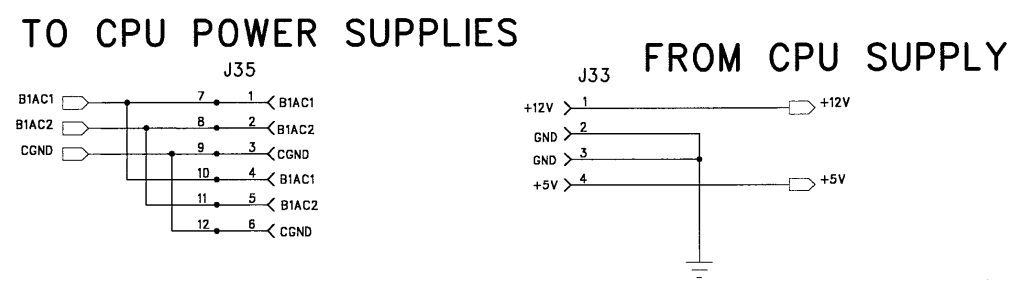 TO CPU POWER SUPPLIES
FROM CPU SUPPLY
J35
J33
B1AC1 7 1 B1AC1
B1AC2 8 2 B1AC2
CGND 9 3 CGND
10 4 B1AC1
11 5 B1AC2
12 6 CGND
+12V 1 +12V
GND 2
GND 3
+5V 4 +5V